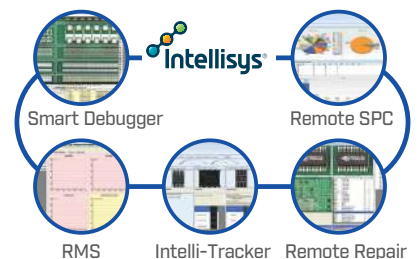 Intellisys®
Smart Debugger
Remote SPC
RMS
Intelli-Tracker
Remote Repair